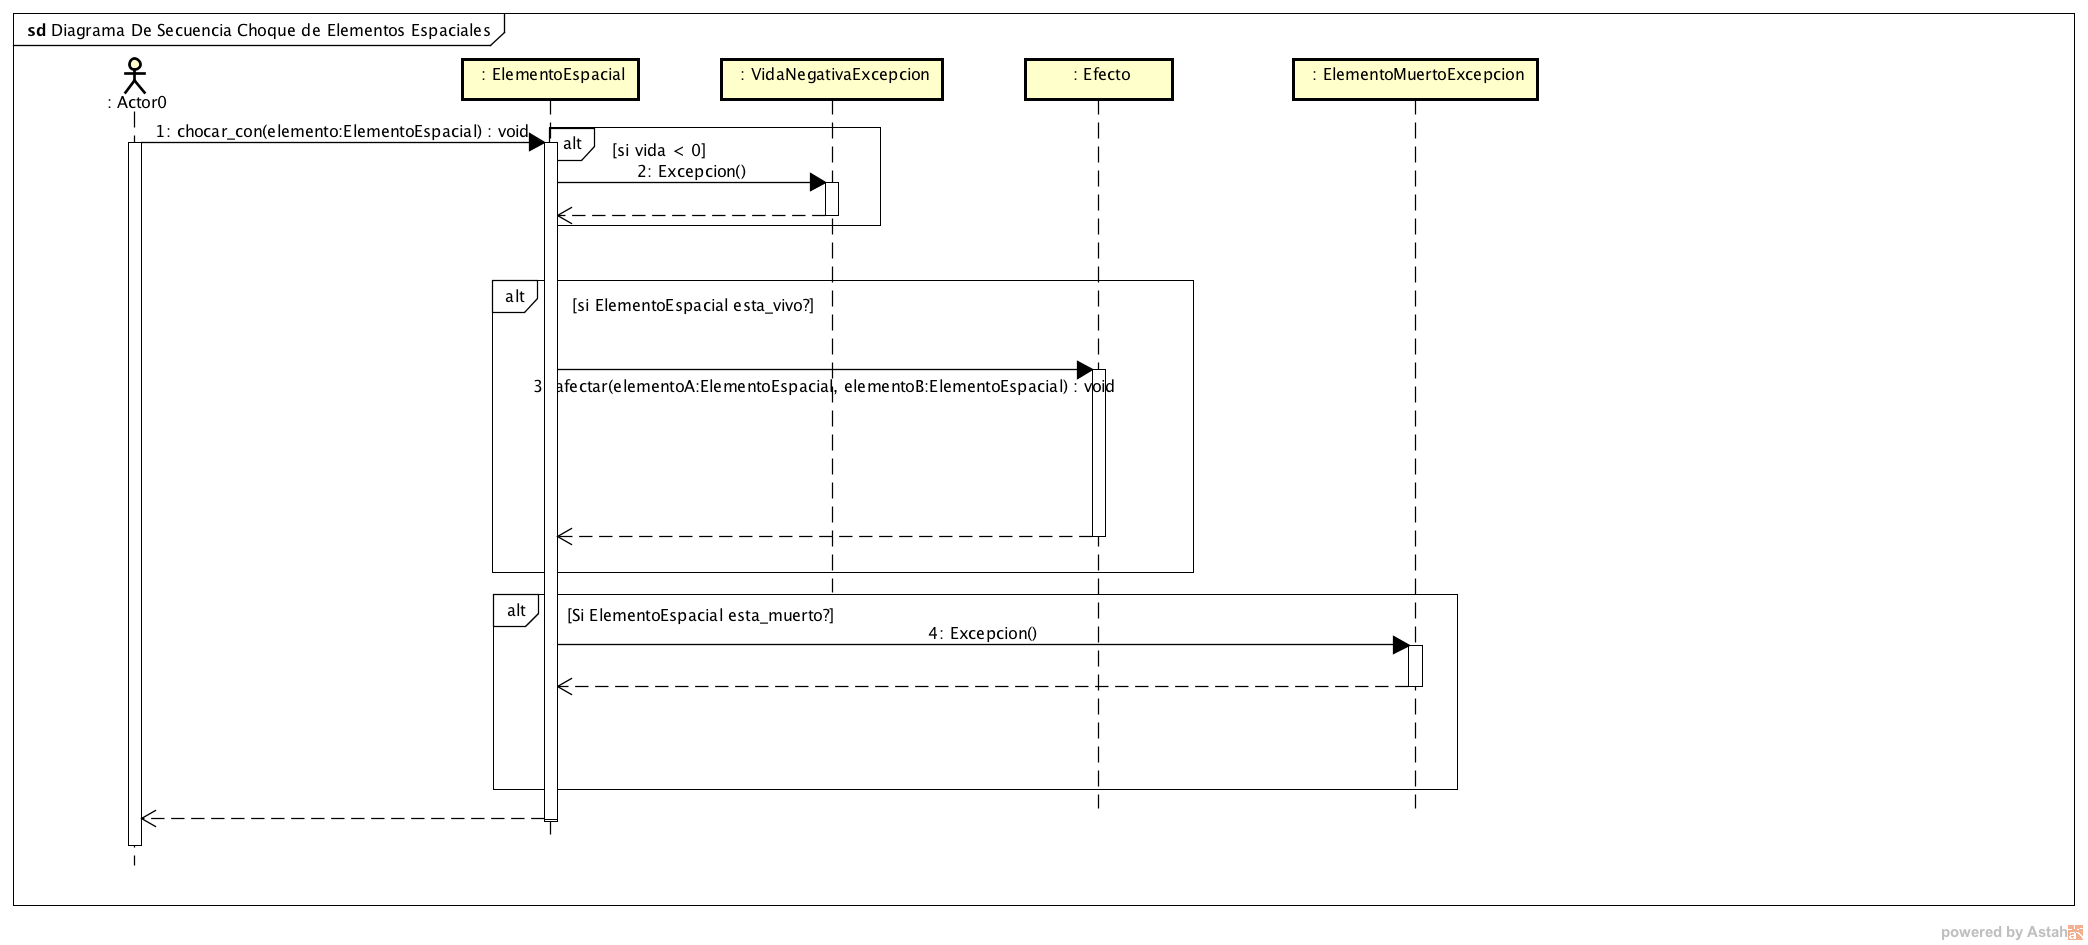 sd Diagrama De Secuencia Choque de Elementos Espaciales
: Actor0
: ElementoEspacial
: VidaNegativaExcepcion
: Efecto
: ElementoMuertoExcepcion
1: chocar_con(elemento:ElementoEspacial) : void
alt
[si vida < 0]
2: Excepcion()
alt
[si ElementoEspacial esta_vivo?]
3: afectar(elementoA:ElementoEspacial, elementoB:ElementoEspacial) : void
alt
[Si ElementoEspacial esta_muerto?]
4: Excepcion()
powered by Astah